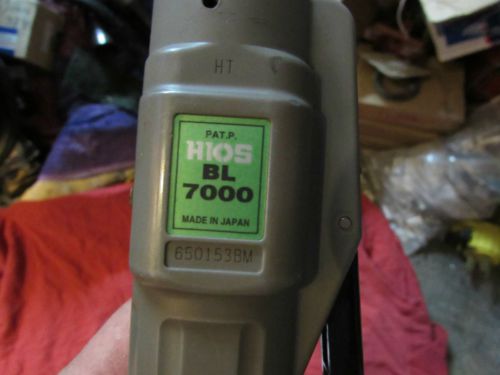 HT
PAT.P.
HIOS
BL
7000
MADE IN JAPAN
650153BM